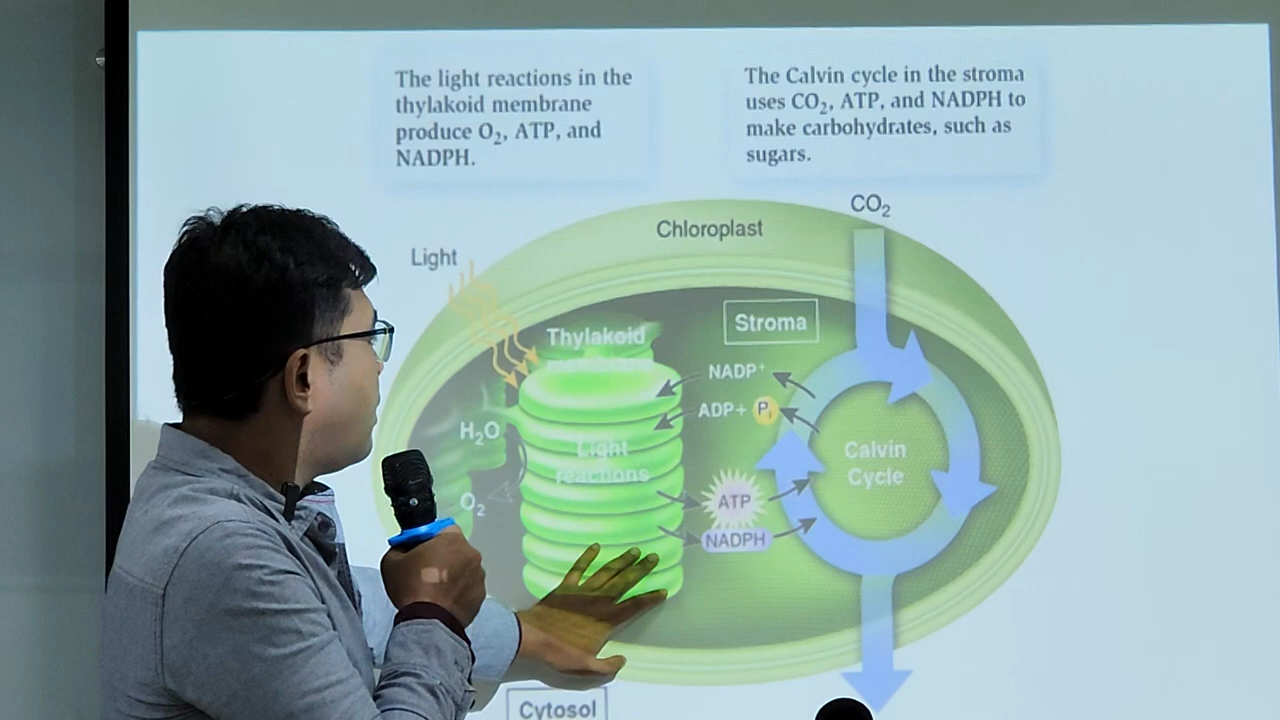 The light reactions in the
thylakoid membrane
produce O₂, ATP, and
NADPH.
The Calvin cycle in the stroma
uses CO₂, ATP, and NADPH to
make carbohydrates, such as
sugars.
CO₂
Chloroplast
Light
Stroma
Thylakoid
membrane
NADP⁺
ADP+ Pᵢ
H₂O
Light
reactions
Calvin
Cycle
O₂
ATP
NADPH
Cytosol